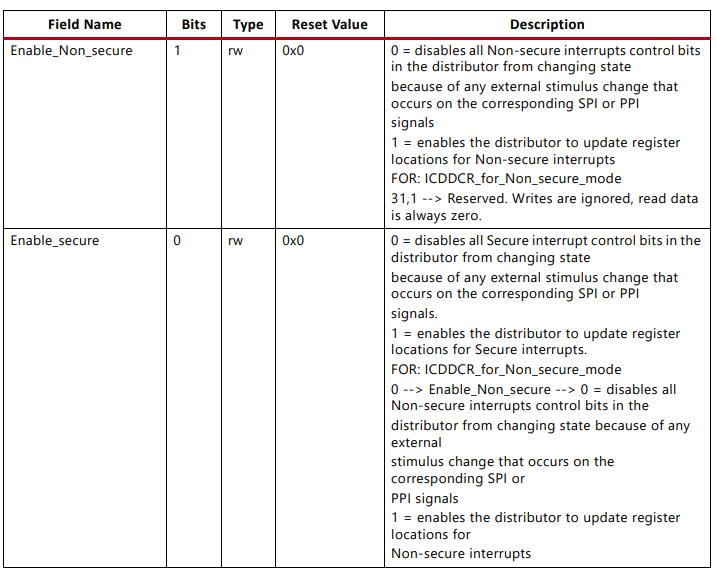 Field Name Bits Type Reset Value Description
Enable_Non_secure 1 rw 0x0 0 = disables all Non-secure interrupts control bits
in the distributor from changing state
because of any external stimulus change that
occurs on the corresponding SPI or PPI
signals
1 = enables the distributor to update register
locations for Non-secure interrupts
FOR: ICDDCR_for_Non_secure_mode
31,1 --> Reserved. Writes are ignored, read data
is always zero.
Enable_secure 0 rw 0x0 0 = disables all Secure interrupt control bits in the
distributor from changing state
because of any external stimulus change that
occurs on the corresponding SPI or PPI
signals.
1 = enables the distributor to update register
locations for Secure interrupts.
FOR: ICDDCR_for_Non_secure_mode
0 --> Enable_Non_secure --> 0 = disables all
Non-secure interrupts control bits in the
distributor from changing state because of any
external
stimulus change that occurs on the
corresponding SPI or
PPI signals
1 = enables the distributor to update register
locations for
Non-secure interrupts